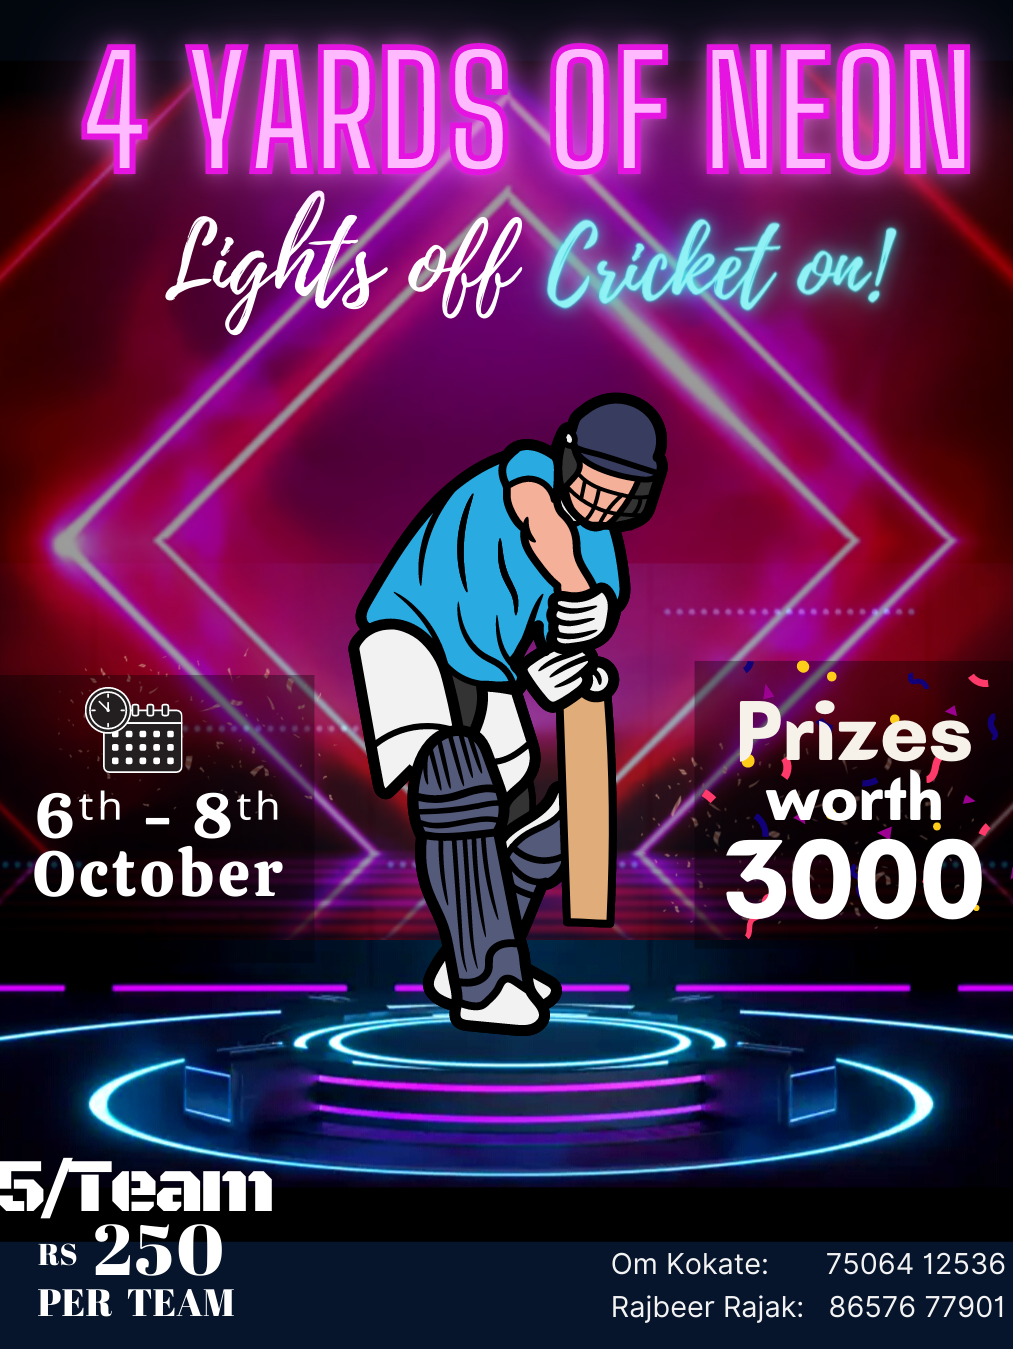 4 YARDS OF NEON
Lights off Cricket on!
6th - 8th
October
Prizes
worth
3000
5/Team
RS 250
PER TEAM
Om Kokate: 75064 12536
Rajbeer Rajak: 86576 77901